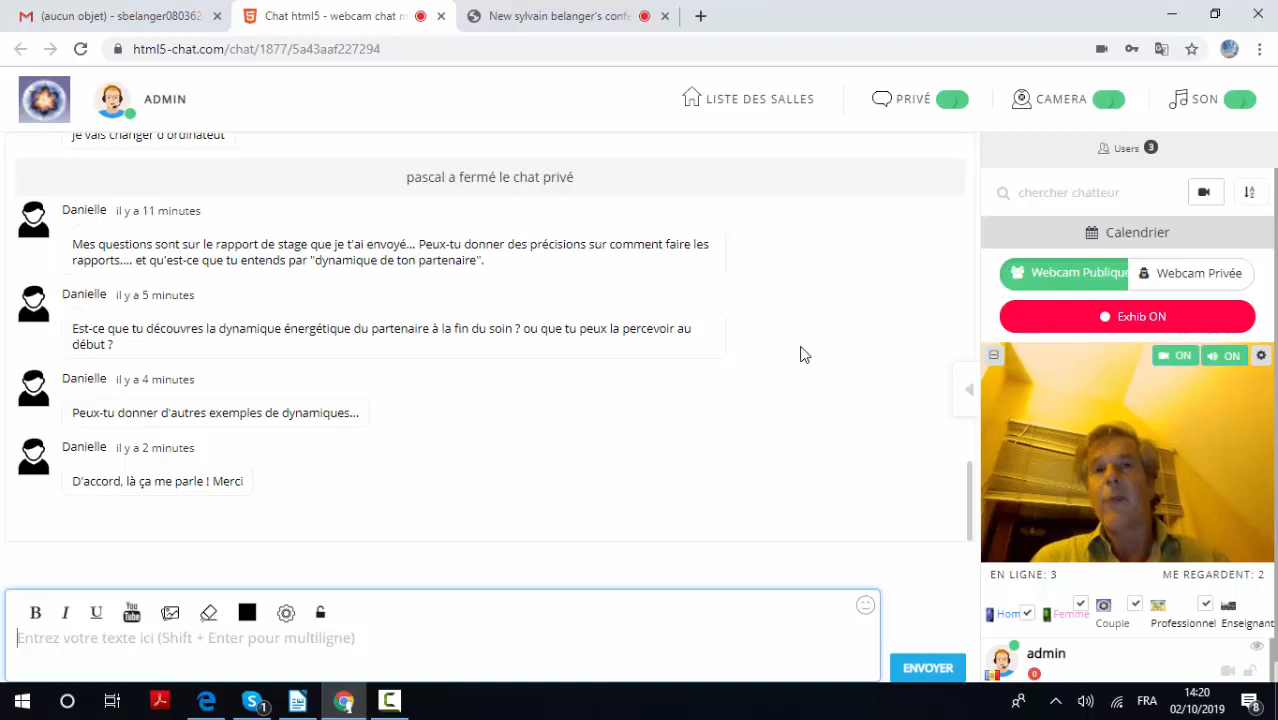 (aucun objet) - sbelanger080362
Chat html5 - webcam chat m
New sylvain belanger's confe
html5-chat.com/chat/1877/5a43aaf227294
ADMIN
LISTE DES SALLES
PRIVÉ
CAMERA
SON
je vais changer d'ordinateut
pascal a fermé le chat privé
Danielle il y a 11 minutes
Mes questions sont sur le rapport de stage que je t'ai envoyé... Peux-tu donner des précisions sur comment faire les
rapports.... et qu'est-ce que tu entends par "dynamique de ton partenaire".
Danielle il y a 5 minutes
Est-ce que tu découvres la dynamique énergétique du partenaire à la fin du soin ? ou que tu peux la percevoir au
début ?
Danielle il y a 4 minutes
Peux-tu donner d'autres exemples de dynamiques...
Danielle il y a 2 minutes
D'accord, là ça me parle ! Merci
B I U You Tube
Entrez votre texte ici (Shift + Enter pour multiligne)
ENVOYER
Users 3
chercher chatteur
Calendrier
Webcam Publique
Webcam Privée
Exhib ON
ON ON
EN LIGNE: 3
ME REGARDENT: 2
Hom
Femme
Couple
Professionnel
Enseignant
admin
0
1
FRA
14:20
02/10/2019
8